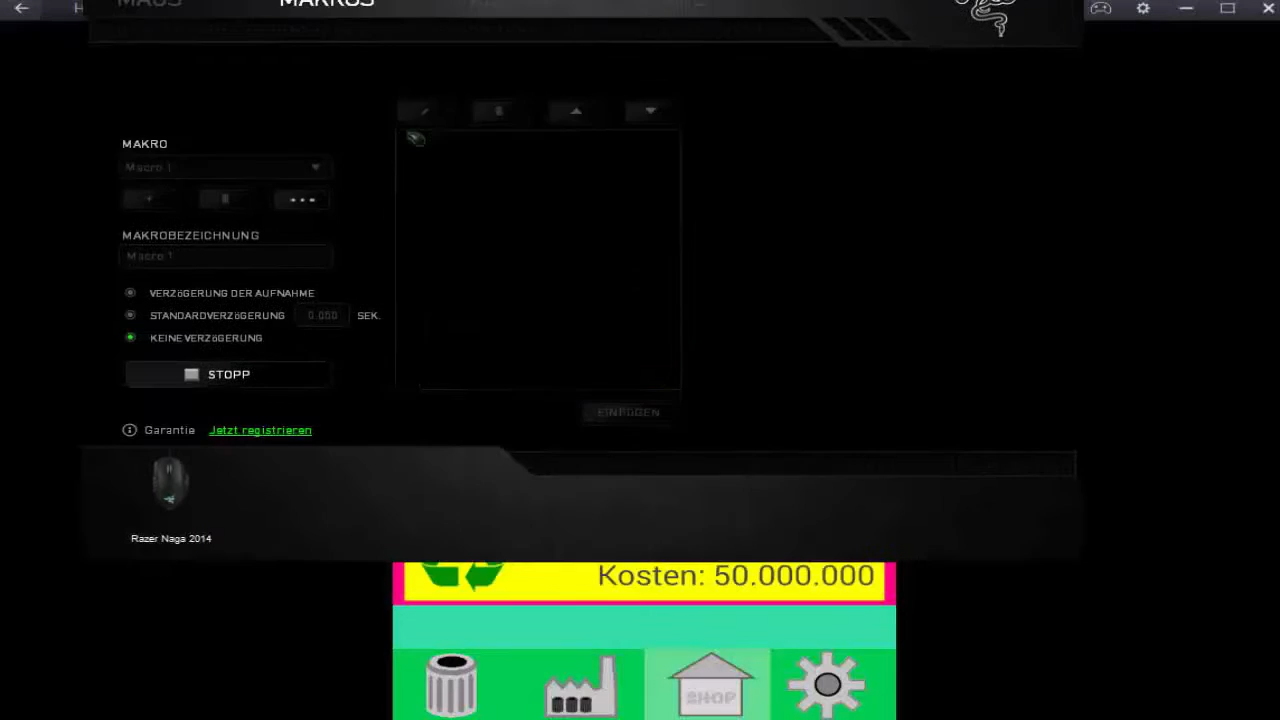 MAUS
MAKROS
MAKRO
Macro 1
MAKROBEZEICHNUNG
Macro 1
VERZöGERUNG DER AUFNAHME
STANDARDVERZöGERUNG 0.050 SEK.
KEINE VERZöGERUNG
STOPP
EINFÜGEN
Garantie Jetzt registrieren
Razer Naga 2014
Kosten: 50.000.000
SHOP